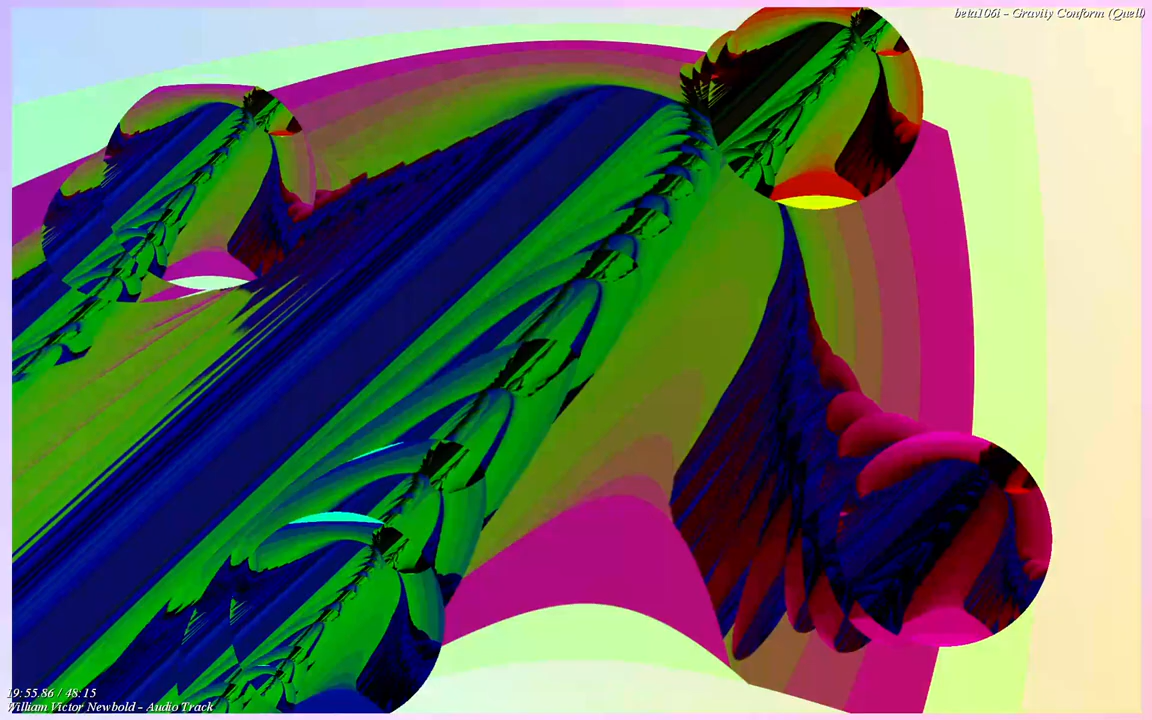 beta106i - Gravity Conform (Quell)
19:55.86 / 48:15
William Victor Newbold - Audio Track